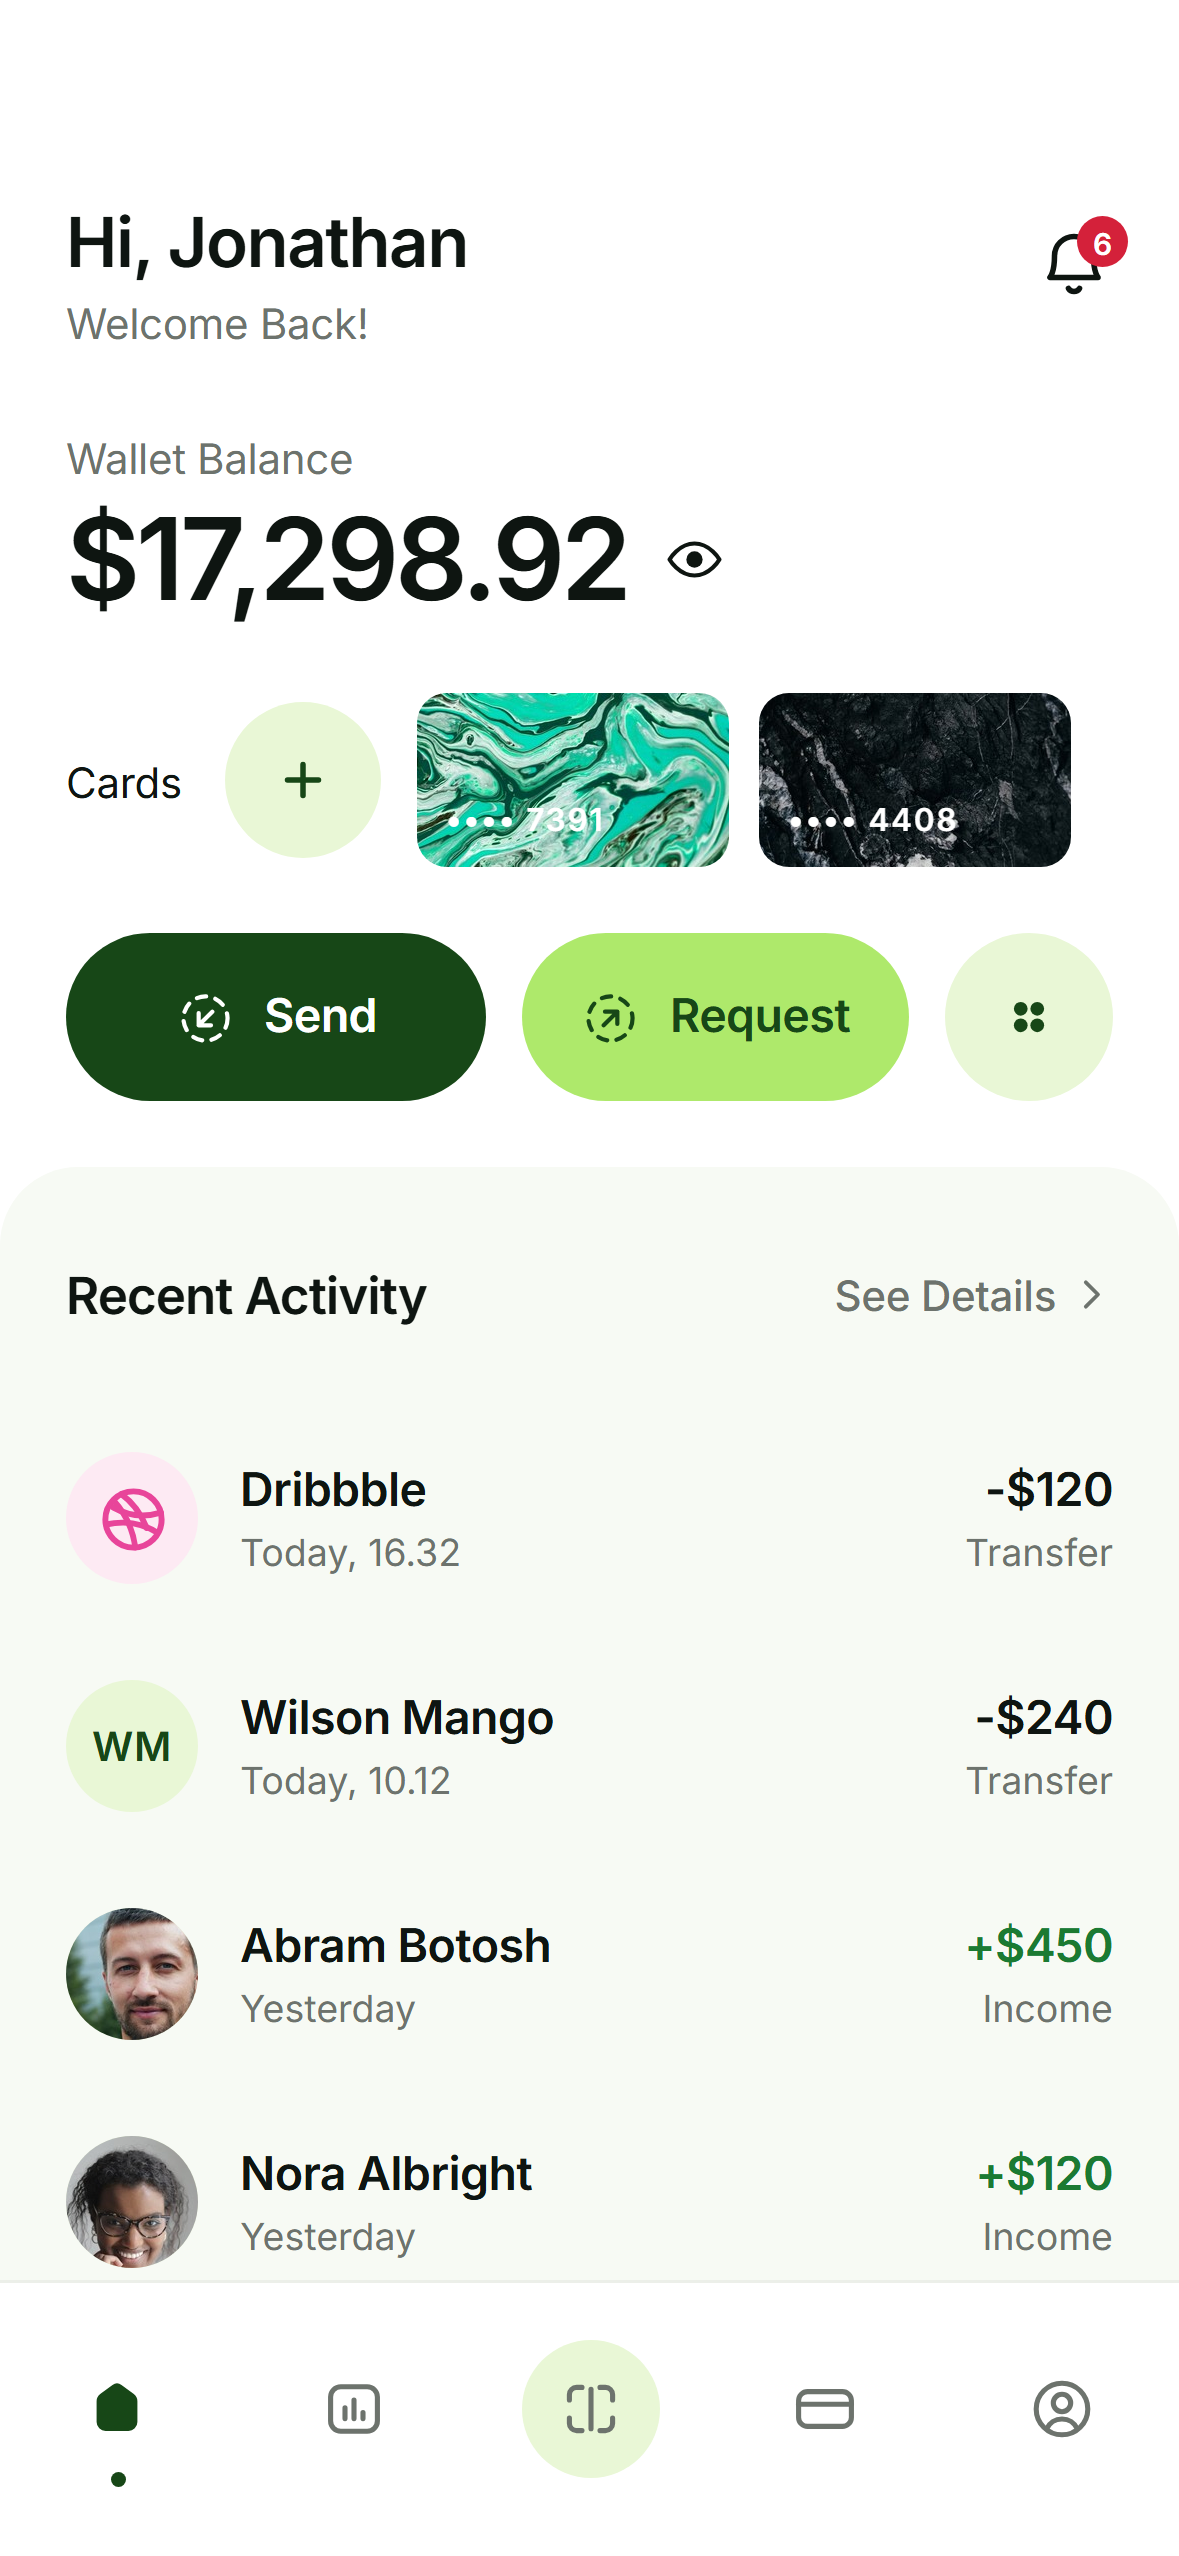 Hi, Jonathan
6
Welcome Back!
Wallet Balance
$17,298.92
Cards
•••• 7391
•••• 4408
Send
Request
Recent Activity
See Details
Dribbble
-$120
Today, 16.32
Transfer
WM
Wilson Mango
-$240
Today, 10.12
Transfer
Abram Botosh
+$450
Yesterday
Income
Nora Albright
+$120
Yesterday
Income